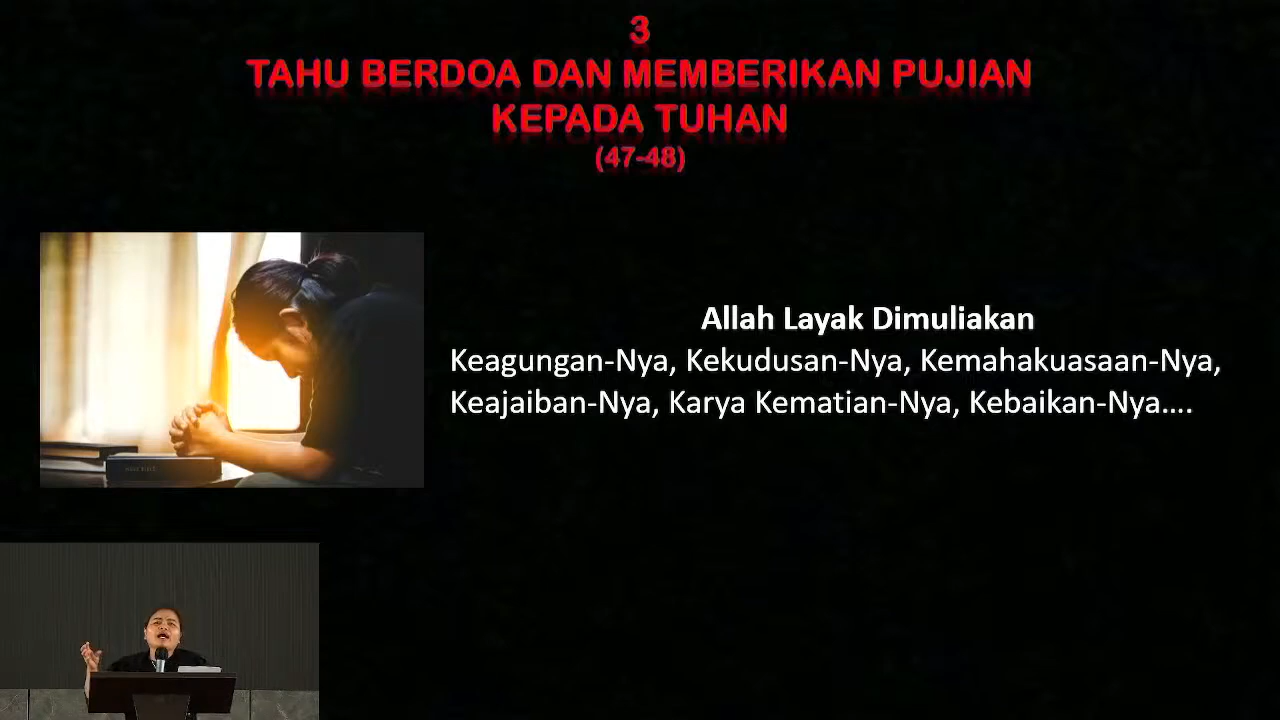 3
TAHU BERDOA DAN MEMBERIKAN PUJIAN
KEPADA TUHAN
(47-48)
Allah Layak Dimuliakan
Keagungan-Nya, Kekudusan-Nya, Kemahakuasaan-Nya,
Keajaiban-Nya, Karya Kematian-Nya, Kebaikan-Nya....